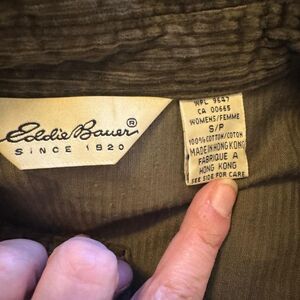 Eddie Bauer®
SINCE 1920
WPL 9647
CA 00665
WOMENS/FEMME
S/P
100% COTTON/COTON
MADE IN HONG KONG
FABRIQUE A
HONG KONG
SEE SIDE FOR CARE